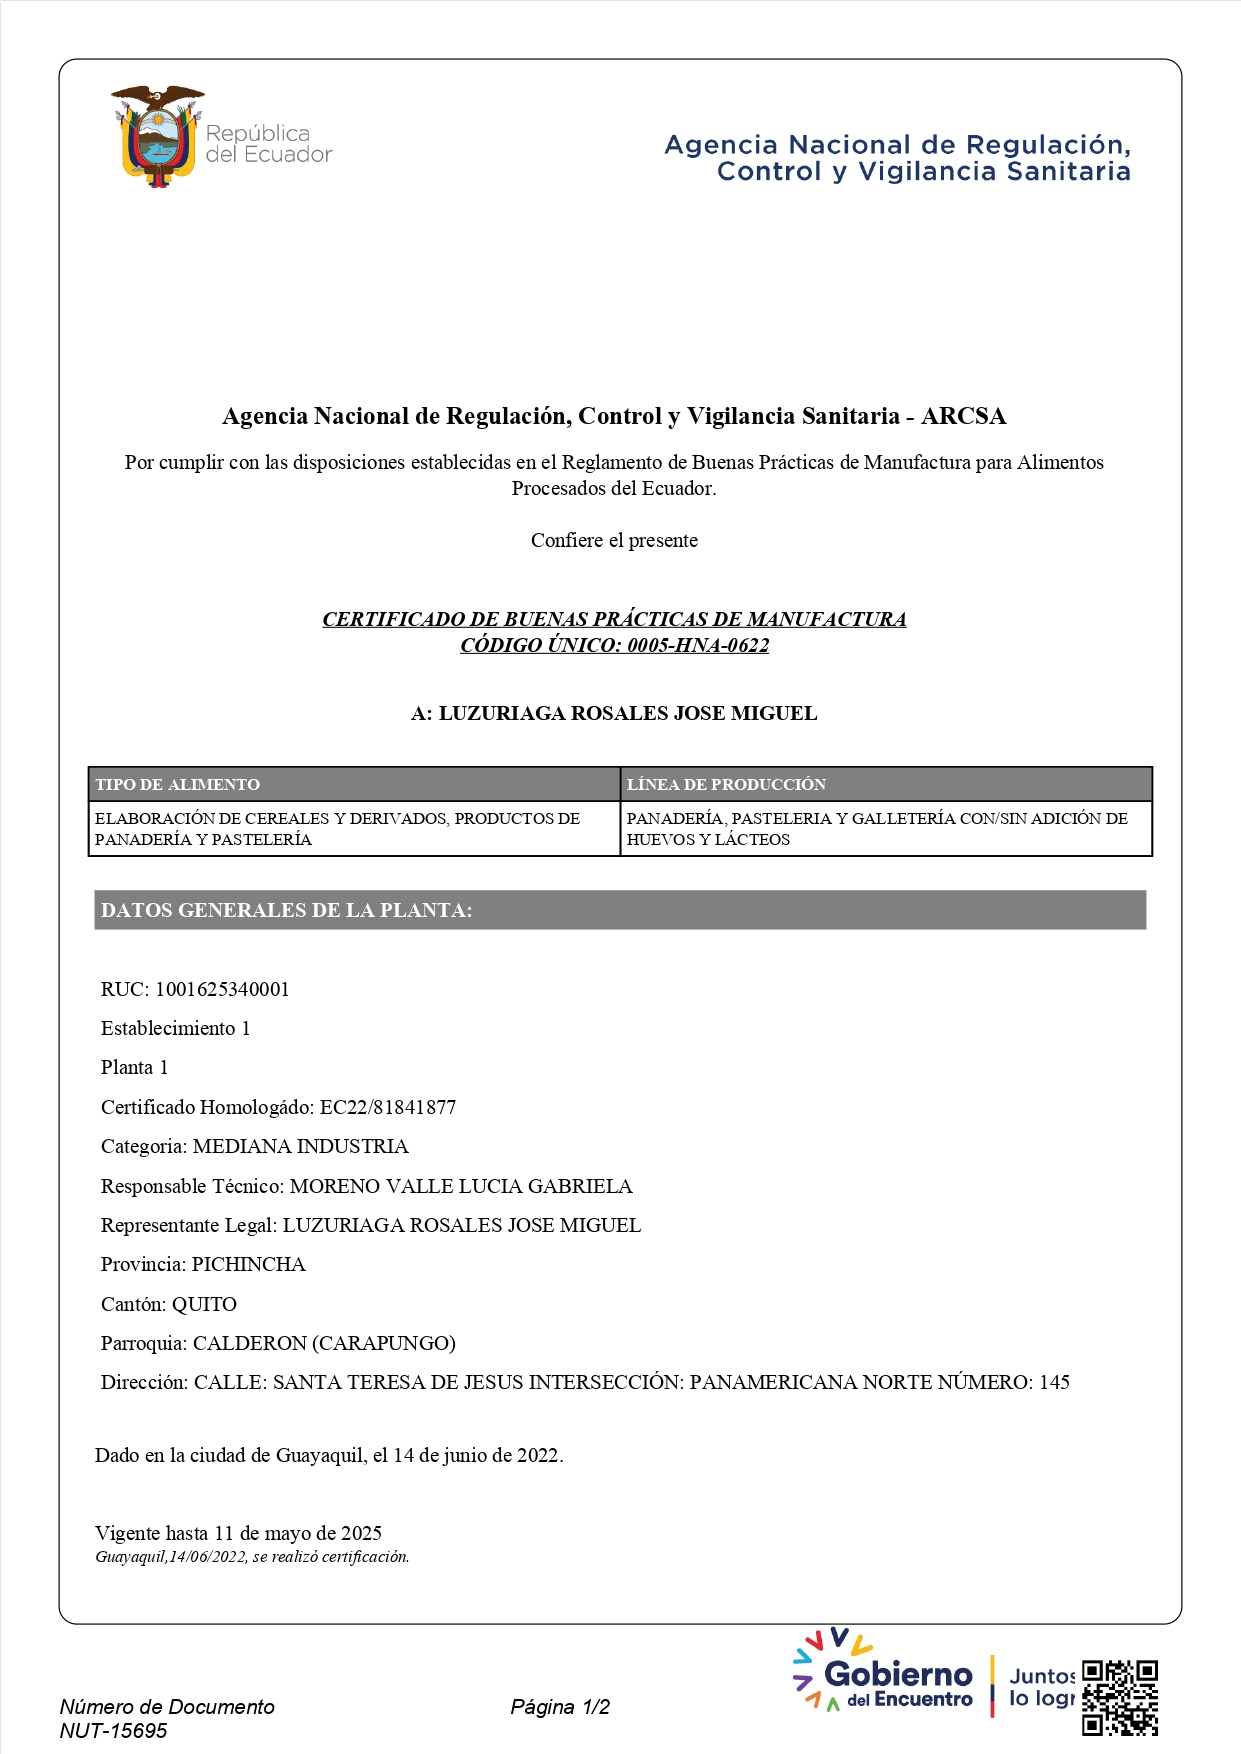 República
del Ecuador
Agencia Nacional de Regulación,
Control y Vigilancia Sanitaria
Agencia Nacional de Regulación, Control y Vigilancia Sanitaria - ARCSA
Por cumplir con las disposiciones establecidas en el Reglamento de Buenas Prácticas de Manufactura para Alimentos
Procesados del Ecuador.
Confiere el presente
CERTIFICADO DE BUENAS PRÁCTICAS DE MANUFACTURA
CÓDIGO ÚNICO: 0005-HNA-0622
A: LUZURIAGA ROSALES JOSE MIGUEL
TIPO DE ALIMENTO
LÍNEA DE PRODUCCIÓN
ELABORACIÓN DE CEREALES Y DERIVADOS, PRODUCTOS DE
PANADERÍA Y PASTELERÍA
PANADERÍA, PASTELERIA Y GALLETERÍA CON/SIN ADICIÓN DE
HUEVOS Y LÁCTEOS
DATOS GENERALES DE LA PLANTA:
RUC: 1001625340001
Establecimiento 1
Planta 1
Certificado Homologádo: EC22/81841877
Categoria: MEDIANA INDUSTRIA
Responsable Técnico: MORENO VALLE LUCIA GABRIELA
Representante Legal: LUZURIAGA ROSALES JOSE MIGUEL
Provincia: PICHINCHA
Cantón: QUITO
Parroquia: CALDERON (CARAPUNGO)
Dirección: CALLE: SANTA TERESA DE JESUS INTERSECCIÓN: PANAMERICANA NORTE NÚMERO: 145
Dado en la ciudad de Guayaquil, el 14 de junio de 2022.
Vigente hasta 11 de mayo de 2025
Guayaquil,14/06/2022, se realizó certificación.
Gobierno
del Encuentro
Juntos
lo logr
Número de Documento
NUT-15695
Página 1/2